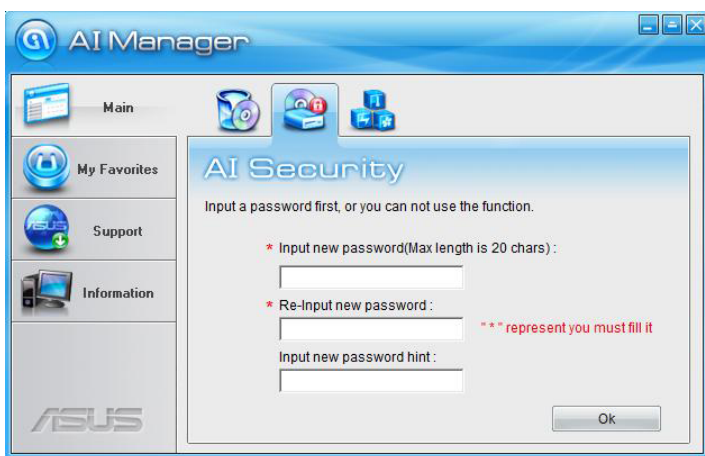 AI Manager
Main
My Favorites
ASUS
Support
Information
ASUS
AI Security
Input a password first, or you can not use the function.
* Input new password(Max length is 20 chars) :
* Re-Input new password :
"*" represent you must fill it
Input new password hint :
Ok